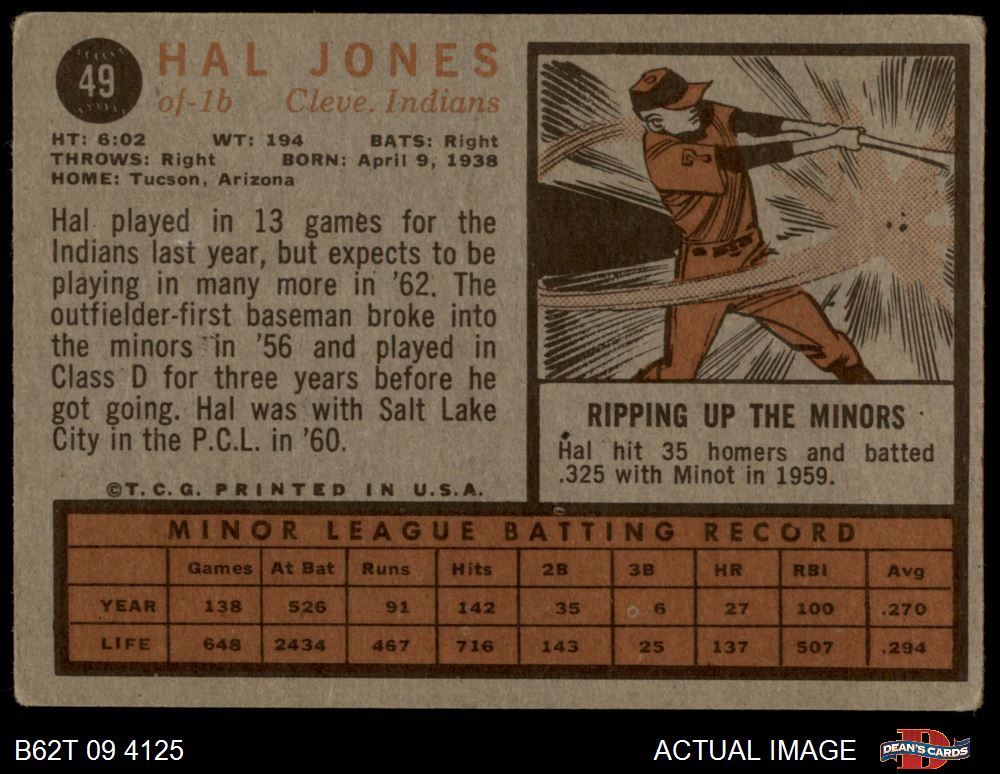 49
HAL JONES
of-1b Cleve. Indians
HT: 6:02 WT: 194 BATS: Right
THROWS: Right BORN: April 9, 1938
HOME: Tucson, Arizona
Hal played in 13 games for the
Indians last year, but expects to be
playing in many more in '62. The
outfielder-first baseman broke into
the minors in '56 and played in
Class D for three years before he
got going. Hal was with Salt Lake
City in the P.C.L. in '60.
©T.C.G. PRINTED IN U.S.A.
RIPPING UP THE MINORS
Hal hit 35 homers and batted
.325 with Minot in 1959.
MINOR LEAGUE BATTING RECORD
Games At Bat Runs Hits 2B 3B HR RBI Avg
YEAR 138 526 91 142 35 6 27 100 .270
LIFE 648 2434 467 716 143 25 137 507 .294
B62T 09 4125
ACTUAL IMAGE
DEAN'S CARDS